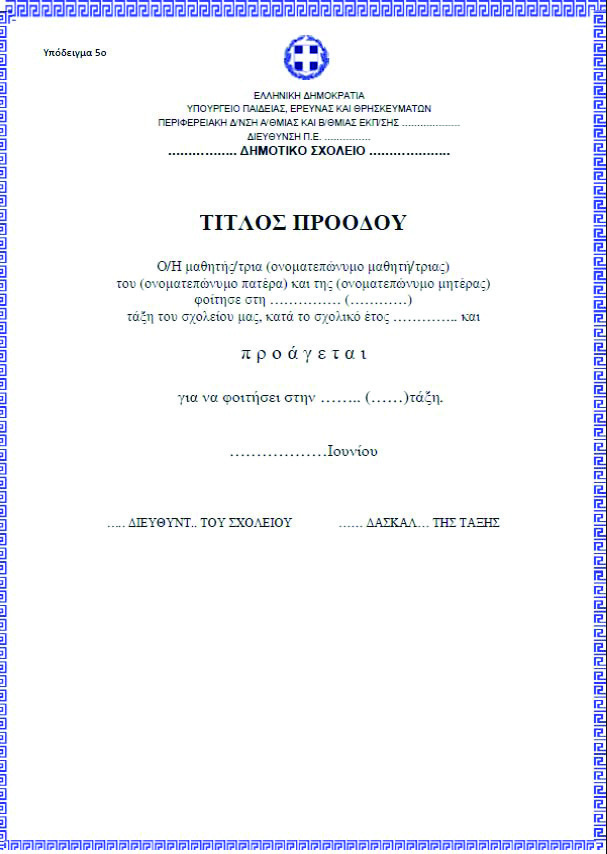 Υπόδειγμα 5ο
ΕΛΛΗΝΙΚΗ ΔΗΜΟΚΡΑΤΙΑ
ΥΠΟΥΡΓΕΙΟ ΠΑΙΔΕΙΑΣ, ΕΡΕΥΝΑΣ ΚΑΙ ΘΡΗΣΚΕΥΜΑΤΩΝ
ΠΕΡΙΦΕΡΕΙΑΚΗ Δ/ΝΣΗ Α/ΘΜΙΑΣ ΚΑΙ Β/ΘΜΙΑΣ ΕΚΠ/ΣΗΣ ...................
ΔΙΕΥΘΥΝΣΗ Π.Ε. ...............
................. ΔΗΜΟΤΙΚΟ ΣΧΟΛΕΙΟ ....................
ΤΙΤΛΟΣ ΠΡΟΟΔΟΥ
Ο/Η μαθητής/τρια (ονοματεπώνυμο μαθητή/τριας)
του (ονοματεπώνυμο πατέρα) και της (ονοματεπώνυμο μητέρας)
φοίτησε στη …………… (…………)
τάξη του σχολείου μας, κατά το σχολικό έτος ………….. και
π ρ ο ά γ ε τ α ι
για να φοιτήσει στην …….. (……)τάξη.
………………Ιουνίου
….. ΔΙΕΥΘΥΝΤ.. ΤΟΥ ΣΧΟΛΕΙΟΥ …… ΔΑΣΚΑΛ… ΤΗΣ ΤΑΞΗΣ